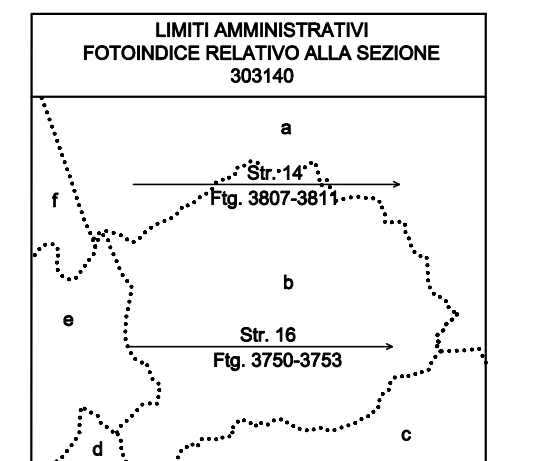 LIMITI AMMINISTRATIVI
FOTOINDICE RELATIVO ALLA SEZIONE
303140
a
Str. 14
Ftg. 3807-3811
f
b
e
Str. 16
Ftg. 3750-3753
c
d